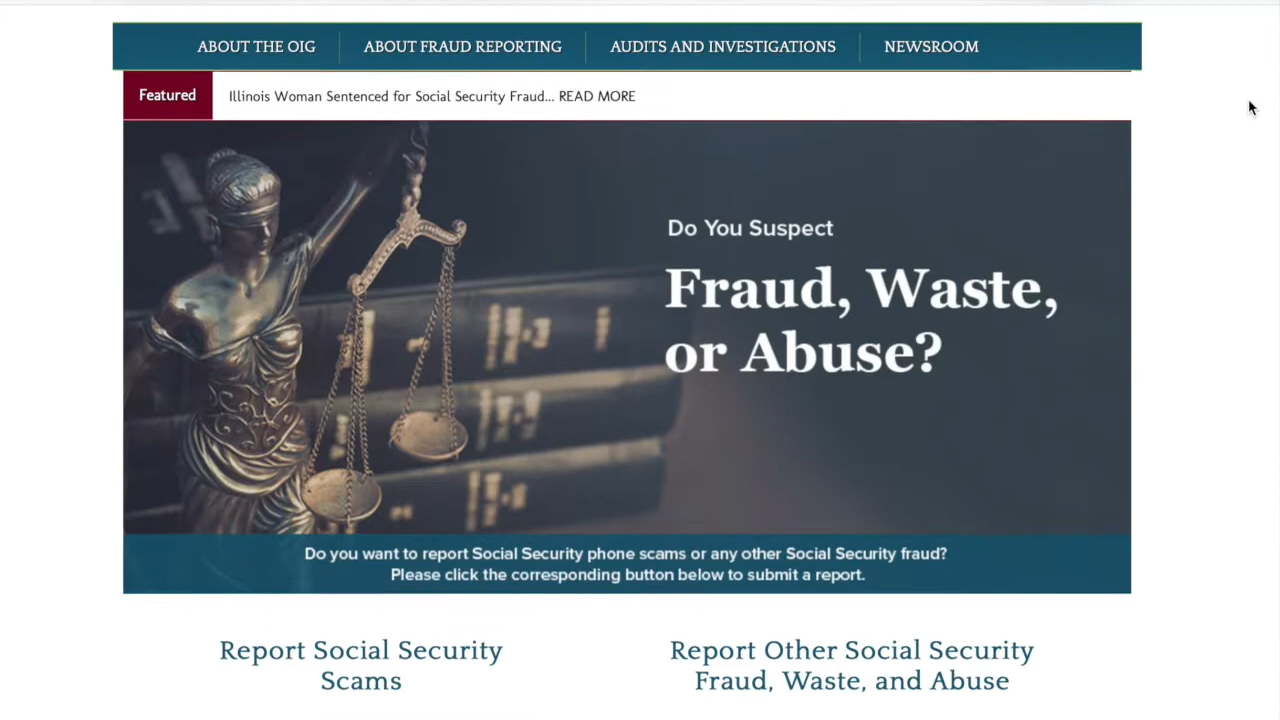 ABOUT THE OIG ABOUT FRAUD REPORTING AUDITS AND INVESTIGATIONS NEWSROOM
Featured Illinois Woman Sentenced for Social Security Fraud... READ MORE
Do You Suspect
Fraud, Waste,
or Abuse?
Do you want to report Social Security phone scams or any other Social Security fraud?
Please click the corresponding button below to submit a report.
Report Social Security
Scams
Report Other Social Security
Fraud, Waste, and Abuse